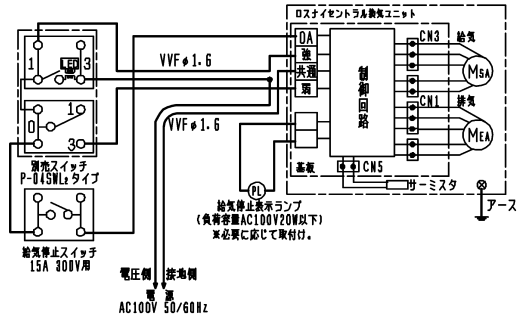 ロスナイセントラル換気ユニット
OA
強
共通
弱
制御回路
CN3
給気
M SA
CN1
排気
M EA
基板
CN5
サーミスタ
アース
1
LED
3
VVFφ1.6
0
1
3
VVFφ1.6
別売スイッチ
P-04SWL₂タイプ
PL
給気停止表示ランプ
(負荷容量AC100V20W以下)
※必要に応じて取付け。
給気停止スイッチ
15A 300V用
電圧側
接地側
電源
AC100V 50/60Hz